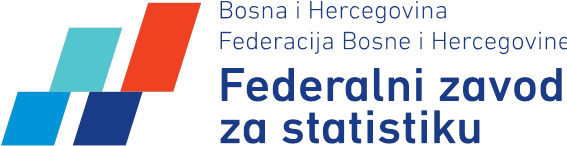 Bosna i Hercegovina
Federacija Bosne i Hercegovine
Federalni zavod
za statistiku